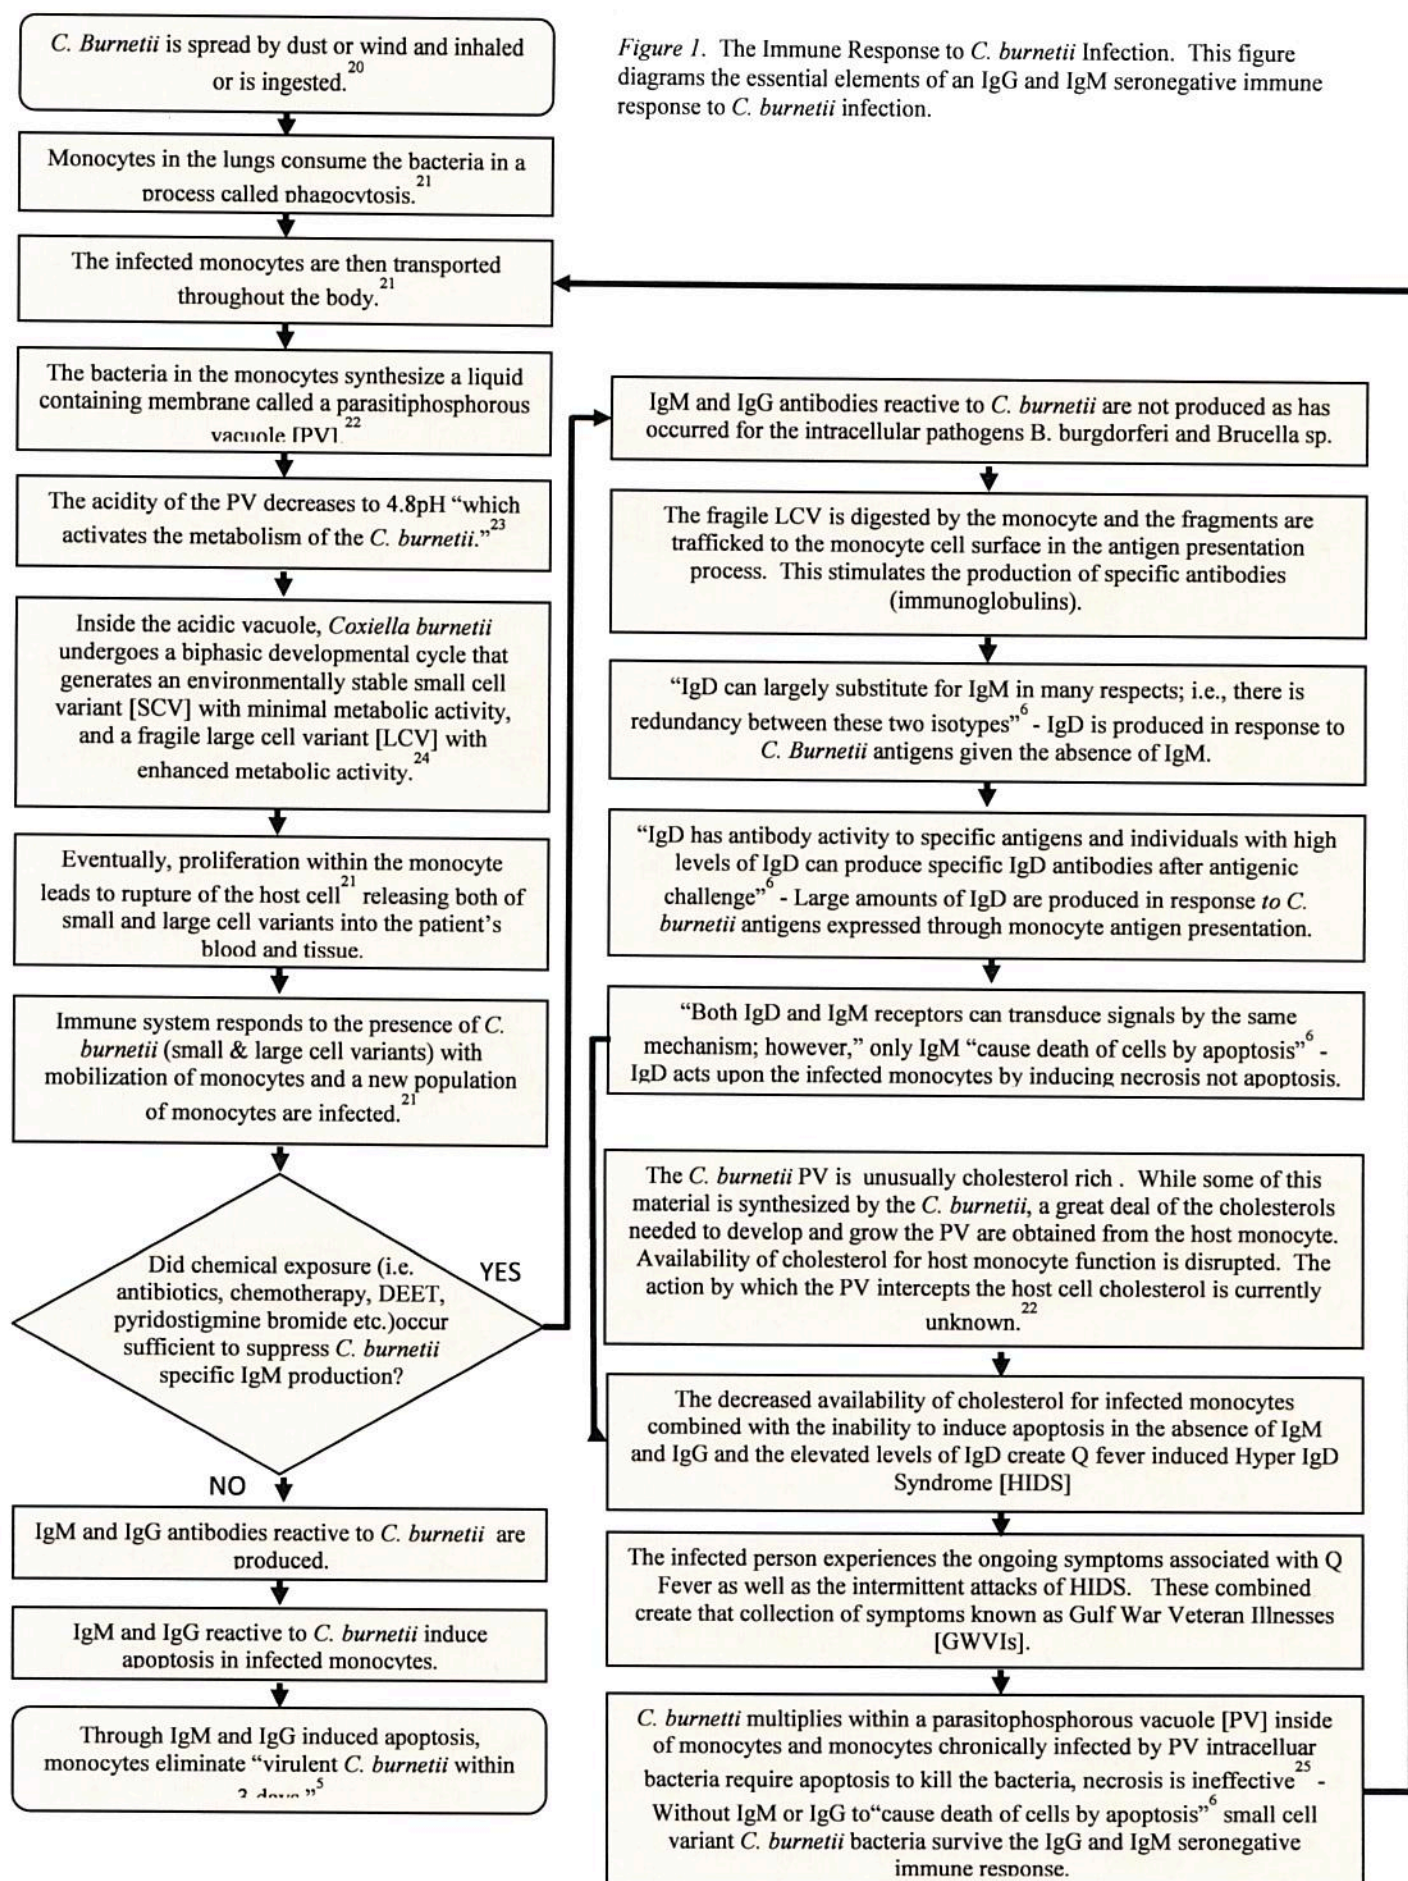 C. Burnetii is spread by dust or wind and inhaled
or is ingested.20
Figure 1. The Immune Response to C. burnetii Infection. This figure
diagrams the essential elements of an IgG and IgM seronegative immune
response to C. burnetii infection.
Monocytes in the lungs consume the bacteria in a
process called phagocytosis.21
The infected monocytes are then transported
throughout the body.21
The bacteria in the monocytes synthesize a liquid
containing membrane called a parasitiphosphorous
vacuole [PV].22
The acidity of the PV decreases to 4.8pH “which
activates the metabolism of the C. burnetii.”23
Inside the acidic vacuole, Coxiella burnetii
undergoes a biphasic developmental cycle that
generates an environmentally stable small cell
variant [SCV] with minimal metabolic activity,
and a fragile large cell variant [LCV] with
enhanced metabolic activity.24
Eventually, proliferation within the monocyte
leads to rupture of the host cell21 releasing both of
small and large cell variants into the patient’s
blood and tissue.
Immune system responds to the presence of C.
burnetii (small & large cell variants) with
mobilization of monocytes and a new population
of monocytes are infected.21
Did chemical exposure (i.e.
antibiotics, chemotherapy, DEET,
pyridostigmine bromide etc.)occur
sufficient to suppress C. burnetii
specific IgM production?
YES
NO
IgM and IgG antibodies reactive to C. burnetii are
produced.
IgM and IgG reactive to C. burnetii induce
apoptosis in infected monocytes.
Through IgM and IgG induced apoptosis,
monocytes eliminate “virulent C. burnetii within
3 days.”5
IgM and IgG antibodies reactive to C. burnetii are not produced as has
occurred for the intracellular pathogens B. burgdorferi and Brucella sp.
The fragile LCV is digested by the monocyte and the fragments are
trafficked to the monocyte cell surface in the antigen presentation
process. This stimulates the production of specific antibodies
(immunoglobulins).
“IgD can largely substitute for IgM in many respects; i.e., there is
redundancy between these two isotypes”6 - IgD is produced in response to
C. Burnetii antigens given the absence of IgM.
“IgD has antibody activity to specific antigens and individuals with high
levels of IgD can produce specific IgD antibodies after antigenic
challenge”6 - Large amounts of IgD are produced in response to C.
burnetii antigens expressed through monocyte antigen presentation.
“Both IgD and IgM receptors can transduce signals by the same
mechanism; however,” only IgM “cause death of cells by apoptosis”6 -
IgD acts upon the infected monocytes by inducing necrosis not apoptosis.
The C. burnetii PV is unusually cholesterol rich . While some of this
material is synthesized by the C. burnetii, a great deal of the cholesterols
needed to develop and grow the PV are obtained from the host monocyte.
Availability of cholesterol for host monocyte function is disrupted. The
action by which the PV intercepts the host cell cholesterol is currently
unknown.22
The decreased availability of cholesterol for infected monocytes
combined with the inability to induce apoptosis in the absence of IgM
and IgG and the elevated levels of IgD create Q fever induced Hyper IgD
Syndrome [HIDS]
The infected person experiences the ongoing symptoms associated with Q
Fever as well as the intermittent attacks of HIDS. These combined
create that collection of symptoms known as Gulf War Veteran Illnesses
[GWVIs].
C. burnetti multiplies within a parasitophosphorous vacuole [PV] inside
of monocytes and monocytes chronically infected by PV intracelluar
bacteria require apoptosis to kill the bacteria, necrosis is ineffective25 -
Without IgM or IgG to“cause death of cells by apoptosis”6 small cell
variant C. burnetii bacteria survive the IgG and IgM seronegative
immune response.